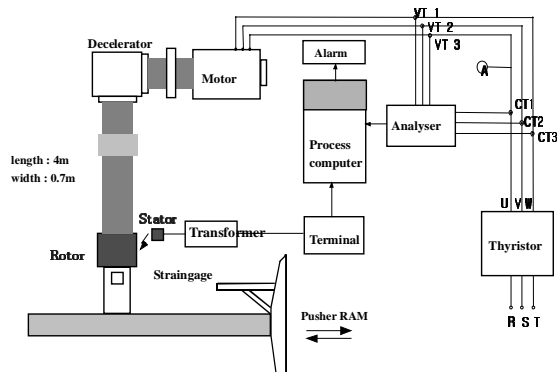 VT 1
VT 2
VT 3
Decelerator
Alarm
Motor
A
CT1
Analyser
CT2
Process
computer
CT3
length : 4m
width : 0.7m
U V W
Stator
Transformer
Terminal
Thyristor
Rotor
Straingage
Pusher RAM
R S T